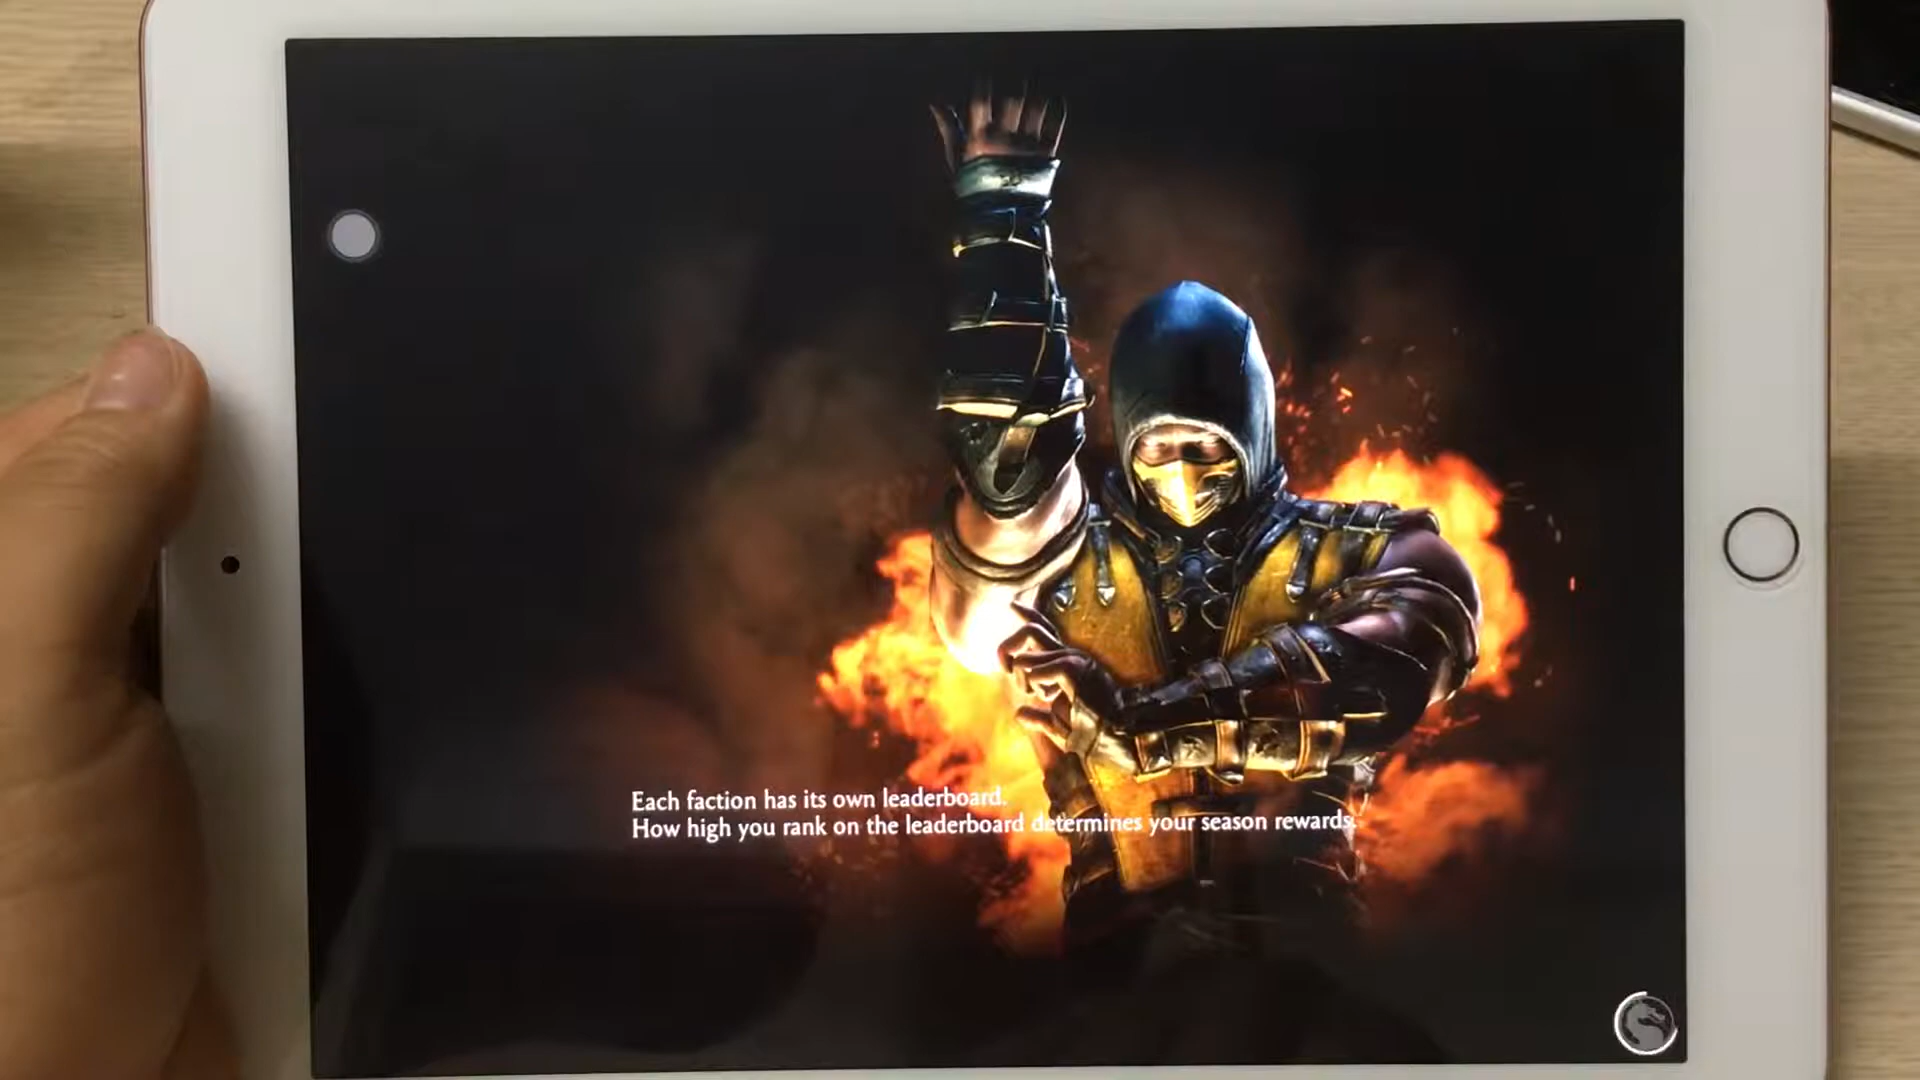 Each faction has its own leaderboard.
How high you rank on the leaderboard determines your season rewards.